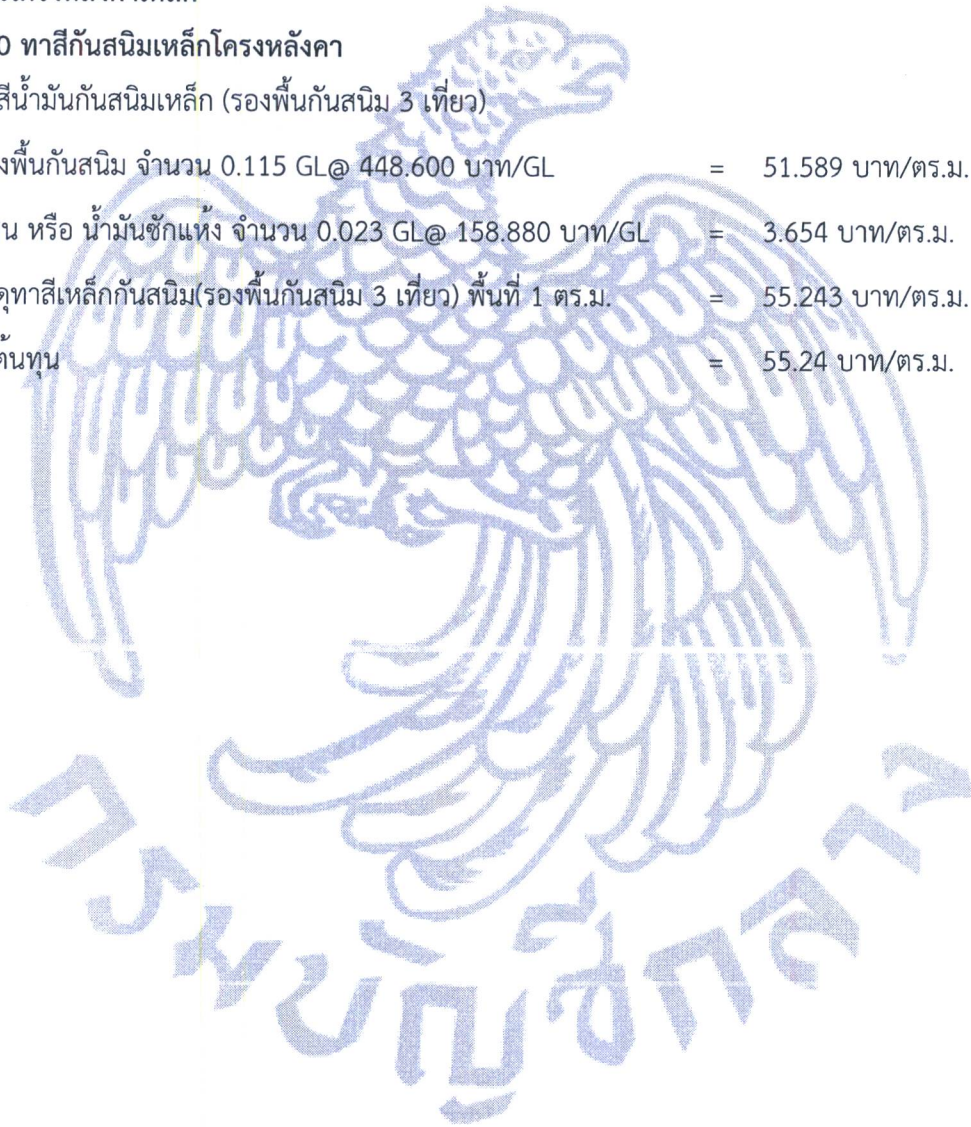 0 ทาสีกันสนิมเหล็กโครงหลังคา
สีน้ำมันกันสนิมเหล็ก (รองพื้นกันสนิม 3 เที่ยว)
งพื้นกันสนิม จำนวน 0.115 GL@ 448.600 บาท/GL = 51.589 บาท/ตร.ม.
น หรือ น้ำมันซักแห้ง จำนวน 0.023 GL@ 158.880 บาท/GL = 3.654 บาท/ตร.ม.
ดุทาสีเหล็กกันสนิม(รองพื้นกันสนิม 3 เที่ยว) พื้นที่ 1 ตร.ม. = 55.243 บาท/ตร.ม.
ต้นทุน = 55.24 บาท/ตร.ม.
กรมบัญชีกลาง